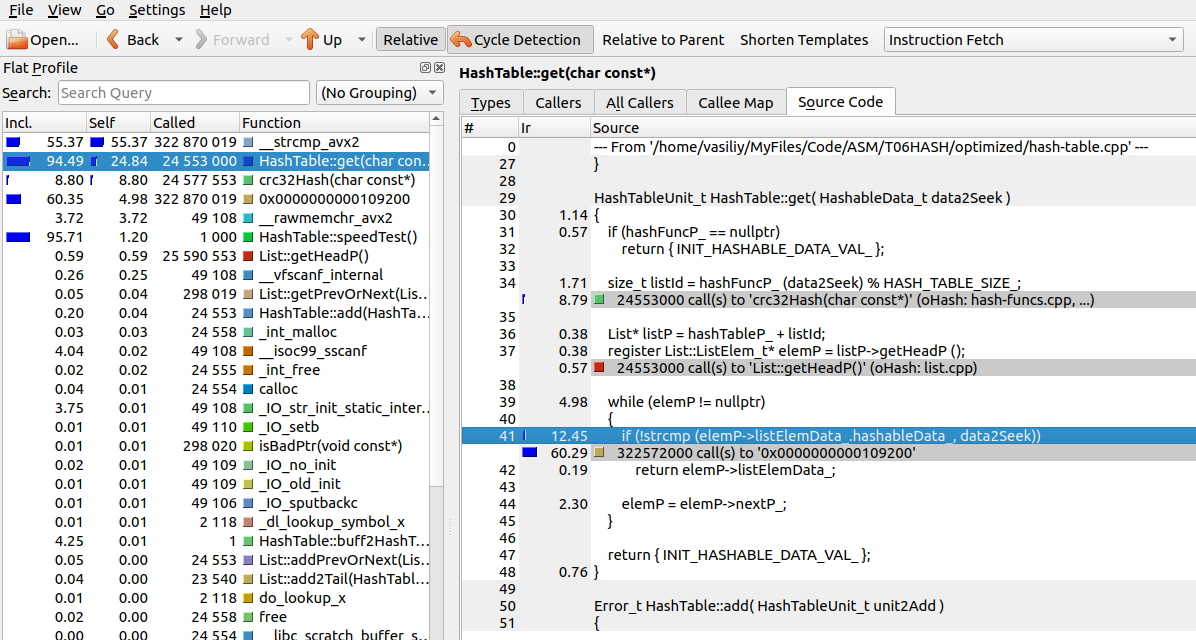 File View Go Settings Help
Open... Back Forward Up Relative Cycle Detection Relative to Parent Shorten Templates Instruction Fetch
Flat Profile
Search: Search Query (No Grouping)
Incl. Self Called Function
55.37 55.37 322 870 019 __strcmp_avx2
94.49 24.84 24 553 000 HashTable::get(char con...
8.80 8.80 24 577 553 crc32Hash(char const*)
60.35 4.98 322 870 019 0x0000000000109200
3.72 3.72 49 108 __rawmemchr_avx2
95.71 1.20 1 000 HashTable::speedTest()
0.59 0.59 25 590 553 List::getHeadP()
0.26 0.25 49 108 __vfscanf_internal
0.05 0.04 298 019 List::getPrevOrNext(Lis...
0.20 0.04 24 553 HashTable::add(HashTa...
0.03 0.03 24 558 _int_malloc
4.04 0.02 49 108 __isoc99_sscanf
0.02 0.02 24 555 _int_free
0.04 0.01 24 554 calloc
3.75 0.01 49 108 _IO_str_init_static_inter...
0.01 0.01 49 110 _IO_setb
0.01 0.01 298 020 isBadPtr(void const*)
0.02 0.01 49 109 _IO_no_init
0.01 0.01 49 109 _IO_old_init
0.01 0.01 49 106 _IO_sputbackc
0.01 0.01 2 118 _dl_lookup_symbol_x
4.25 0.01 1 HashTable::buff2HashT...
0.05 0.00 24 553 List::addPrevOrNext(Lis...
0.04 0.00 23 540 List::add2Tail(HashTabl...
0.01 0.00 2 118 do_lookup_x
0.02 0.00 24 558 free
0.00 0.00 24 554 __libc_scratch_buffer_s...
HashTable::get(char const*)
Types Callers All Callers Callee Map Source Code
# Ir Source
0 --- From '/home/vasiliy/MyFiles/Code/ASM/T06HASH/optimized/hash-table.cpp' ---
27 }
28
29 HashTableUnit_t HashTable::get( HashableData_t data2Seek )
30 1.14 {
31 0.57 if (hashFuncP_ == nullptr)
32 return { INIT_HASHABLE_DATA_VAL_ };
33
34 1.71 size_t listId = hashFuncP_ (data2Seek) % HASH_TABLE_SIZE_;
8.79 24553000 call(s) to 'crc32Hash(char const*)' (oHash: hash-funcs.cpp, ...)
35
36 0.38 List* listP = hashTableP_ + listId;
37 0.38 register List::ListElem_t* elemP = listP->getHeadP ();
0.57 24553000 call(s) to 'List::getHeadP()' (oHash: list.cpp)
38
39 4.98 while (elemP != nullptr)
40 {
41 12.45 if (!strcmp (elemP->listElemData_.hashableData_, data2Seek))
60.29 322572000 call(s) to '0x0000000000109200'
42 0.19 return elemP->listElemData_;
43
44 2.30 elemP = elemP->nextP_;
45 }
46
47 return { INIT_HASHABLE_DATA_VAL_ };
48 0.76 }
49
50 Error_t HashTable::add( HashTableUnit_t unit2Add )
51 {